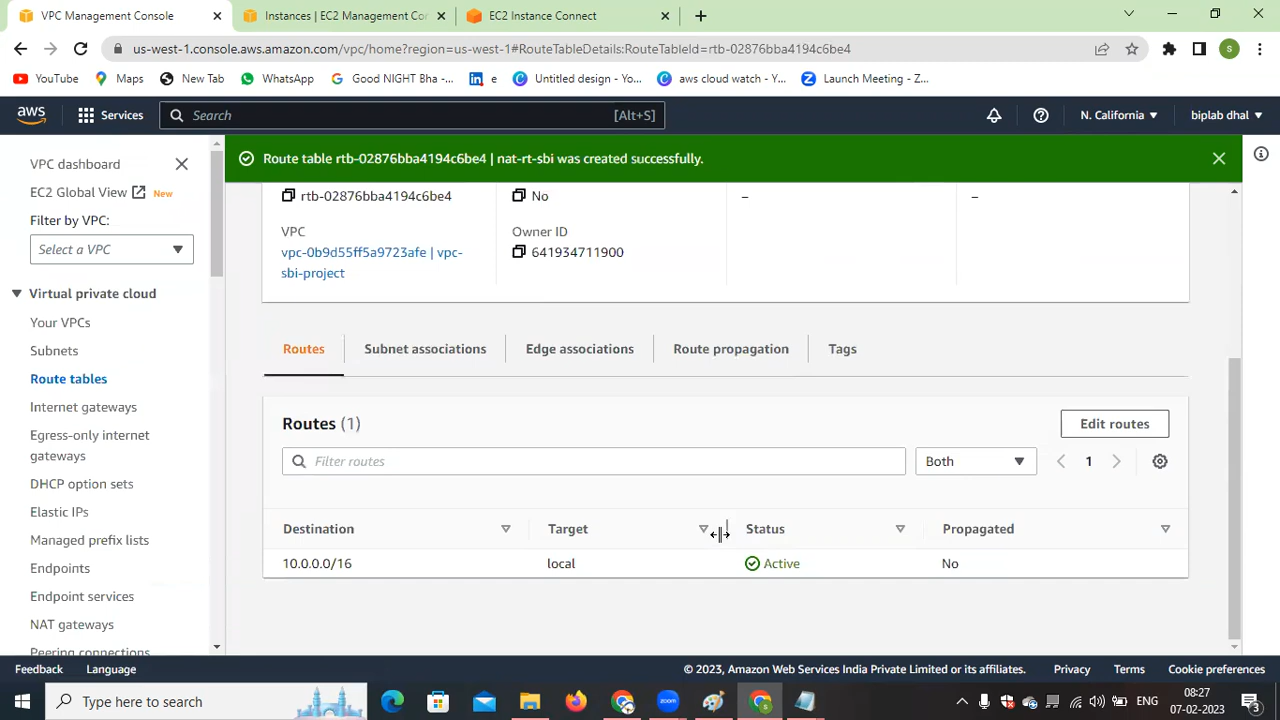 VPC Management Console
Instances | EC2 Management Con
EC2 Instance Connect
us-west-1.console.aws.amazon.com/vpc/home?region=us-west-1#RouteTableDetails:RouteTableId=rtb-02876bba4194c6be4
S
YouTube
Maps
New Tab
WhatsApp
Good NIGHT Bha -...
e
Untitled design - Yo...
aws cloud watch - Y...
Launch Meeting - Z...
aws
Services
Search
[Alt+S]
N. California
biplab dhal
VPC dashboard
EC2 Global View
New
Filter by VPC:
Select a VPC
Virtual private cloud
Your VPCs
Subnets
Route tables
Internet gateways
Egress-only internet
gateways
DHCP option sets
Elastic IPs
Managed prefix lists
Endpoints
Endpoint services
NAT gateways
Peering connections
Route table rtb-02876bba4194c6be4 | nat-rt-sbi was created successfully.
rtb-02876bba4194c6be4
No
–
–
VPC
vpc-0b9d55ff5a9723afe | vpc-
sbi-project
Owner ID
641934711900
Routes
Subnet associations
Edge associations
Route propagation
Tags
Routes (1)
Edit routes
Filter routes
Both
1
Destination
Target
Status
Propagated
10.0.0.0/16
local
Active
No
Feedback
Language
© 2023, Amazon Web Services India Private Limited or its affiliates.
Privacy
Terms
Cookie preferences
Type here to search
zoom
S
ENG
08:27
07-02-2023
3